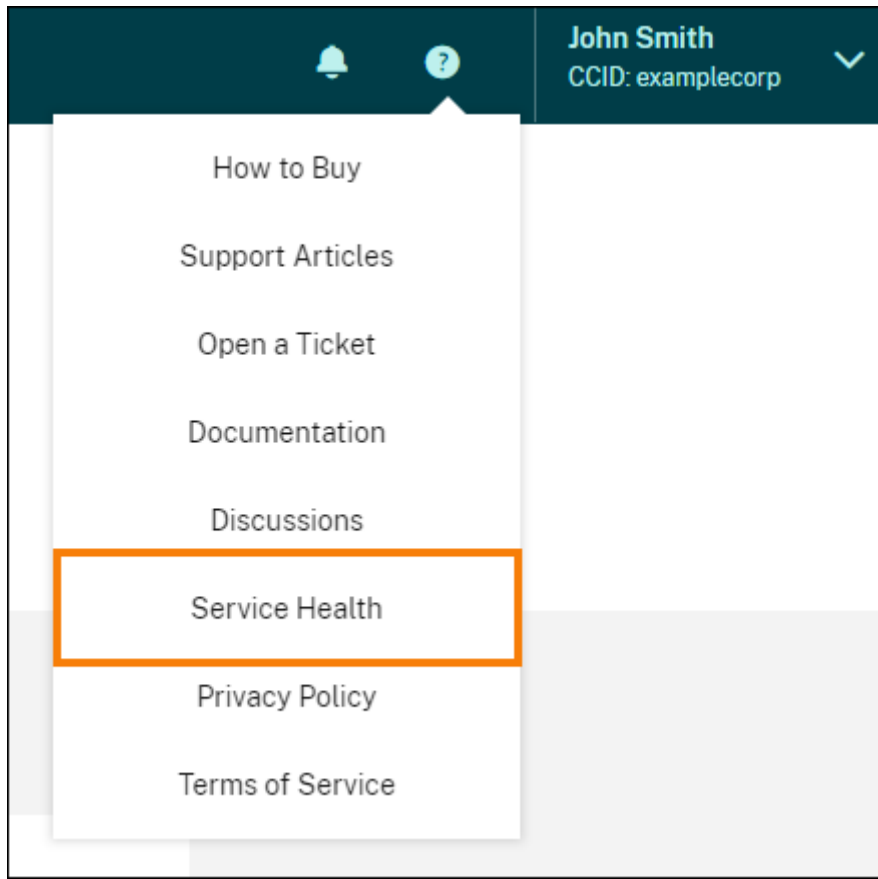 John Smith
CCID: examplecorp
?
How to Buy
Support Articles
Open a Ticket
Documentation
Discussions
Service Health
Privacy Policy
Terms of Service